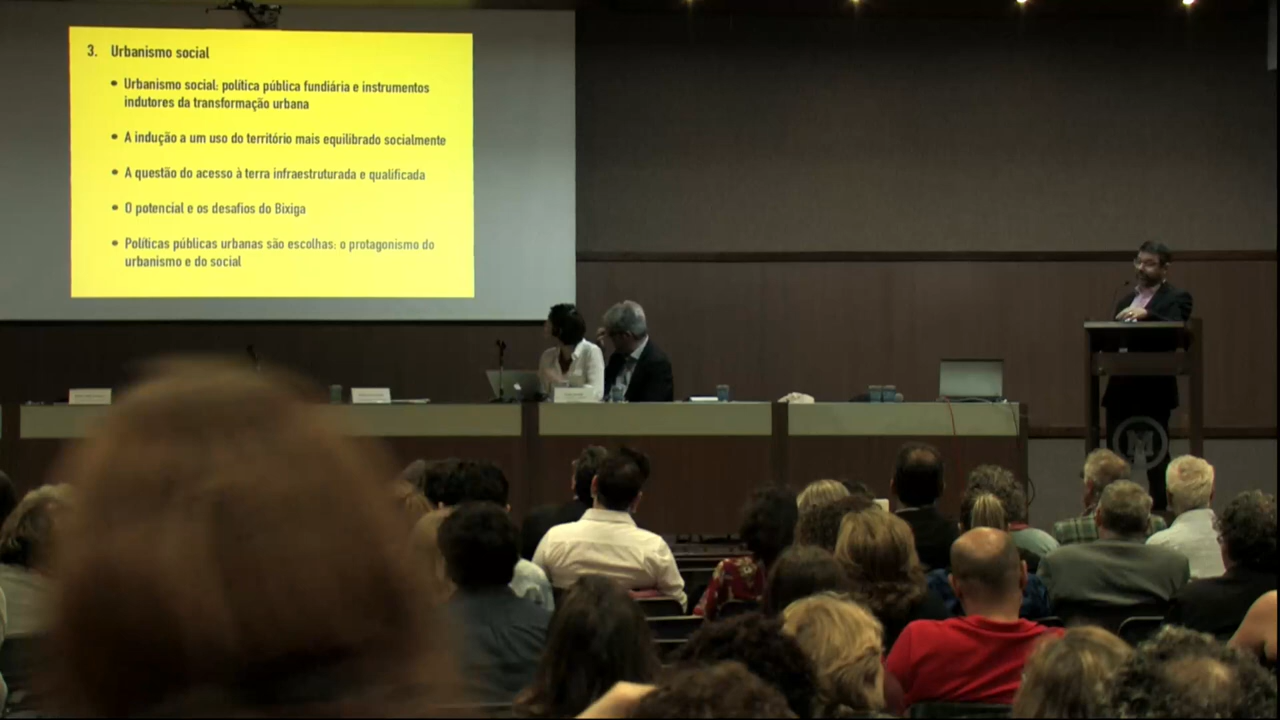 3. Urbanismo social
• Urbanismo social: política pública fundiária e instrumentos
indutores da transformação urbana
• A indução a um uso do território mais equilibrado socialmente
• A questão do acesso à terra infraestruturada e qualificada
• O potencial e os desafios do Bixiga
• Políticas públicas urbanas são escolhas: o protagonismo do
urbanismo e do social
M